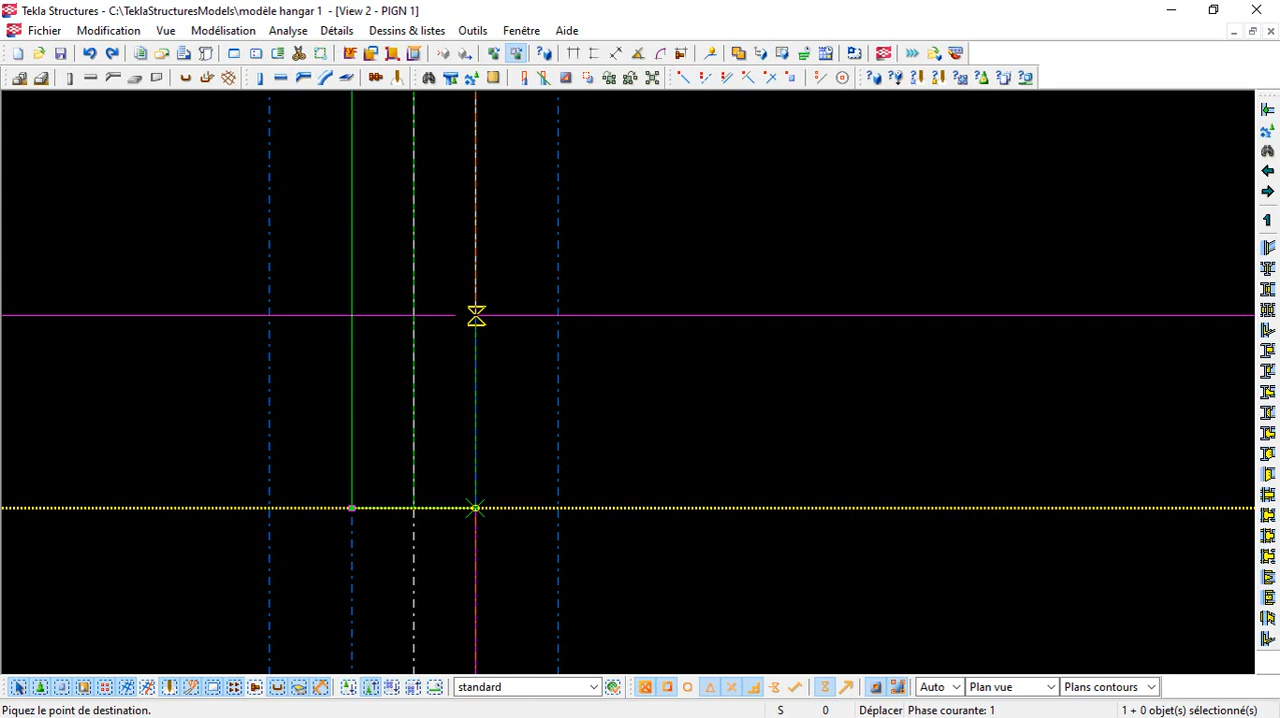 Tekla Structures - C:\TeklaStructuresModels\modèle hangar 1 - [View 2 - PIGN 1]
Fichier Modification Vue Modélisation Analyse Détails Dessins & listes Outils Fenêtre Aide
standard Auto Plan vue Plans contours
Piquez le point de destination. S 0 Déplacer Phase courante: 1 1 + 0 objet(s) sélectionné(s)